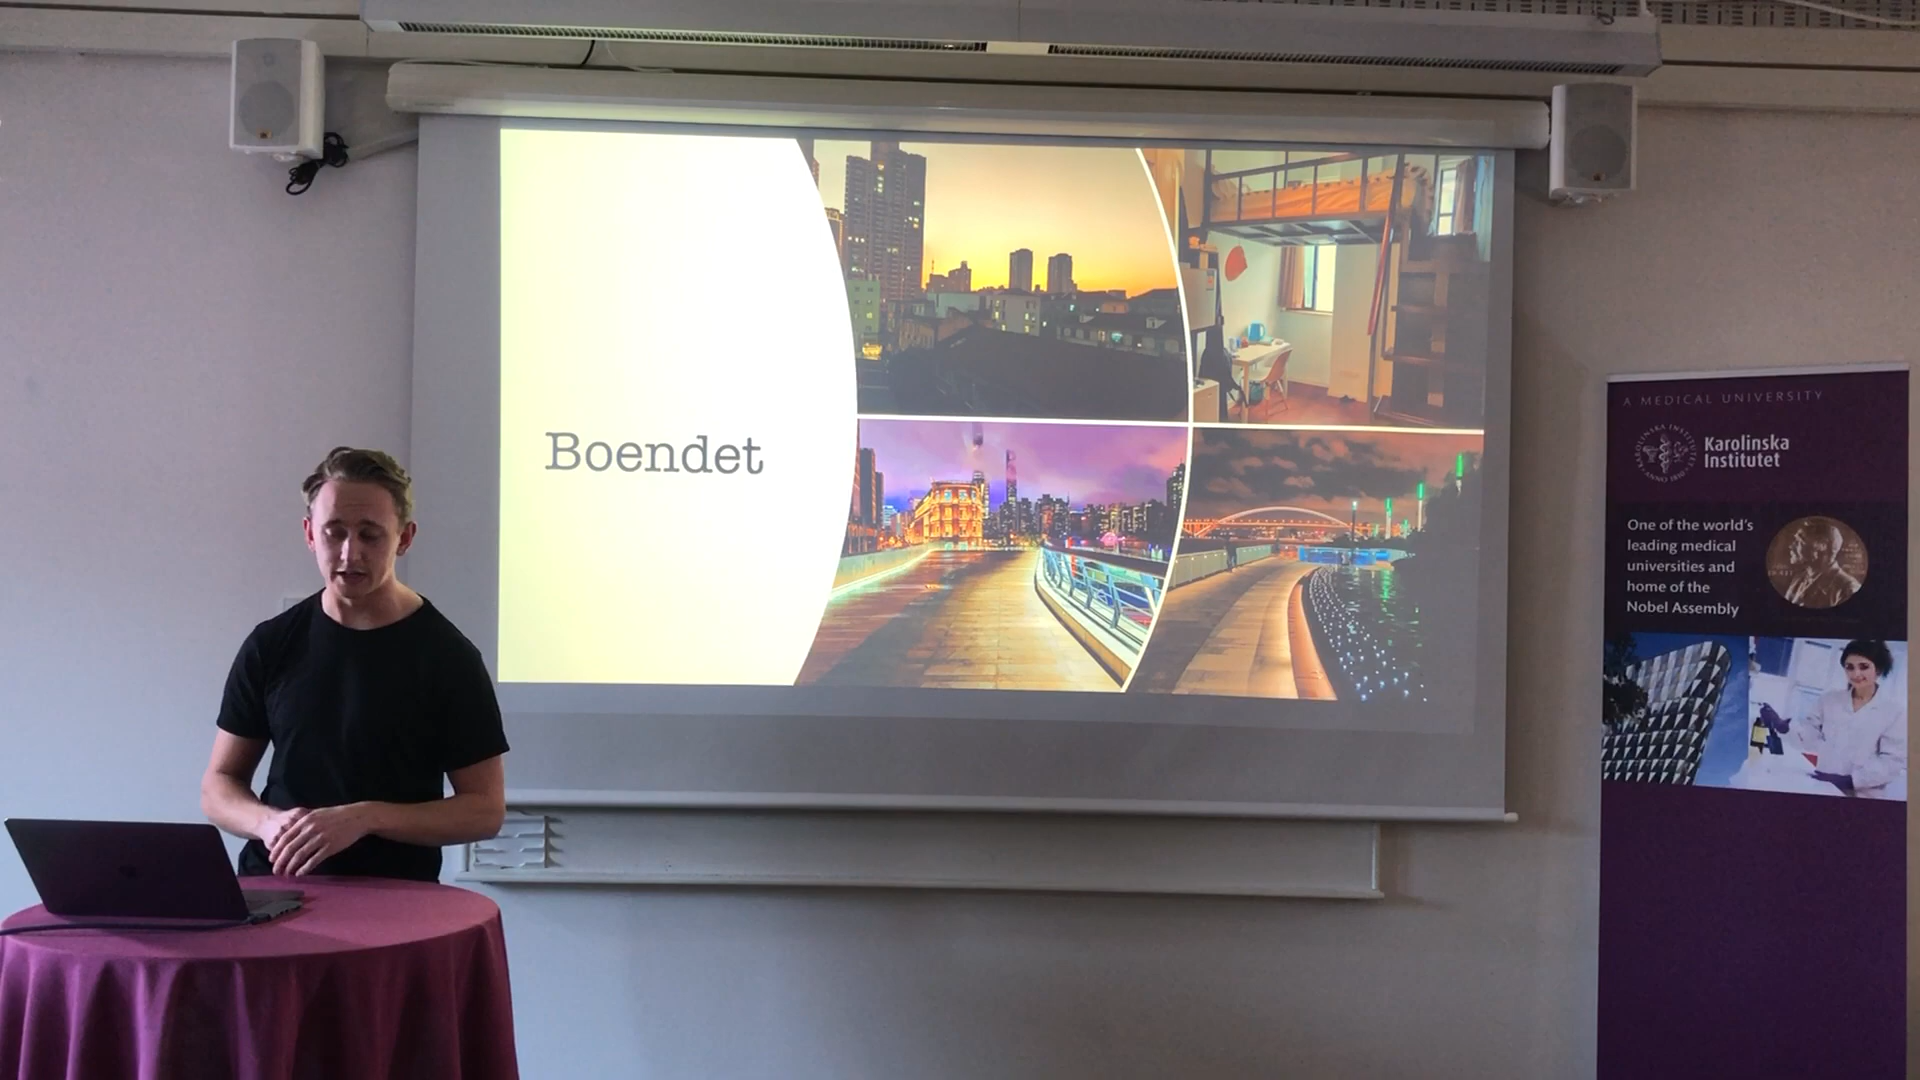 Boendet
A MEDICAL UNIVERSITY
Karolinska
Institutet
One of the world's
leading medical
universities and
home of the
Nobel Assembly